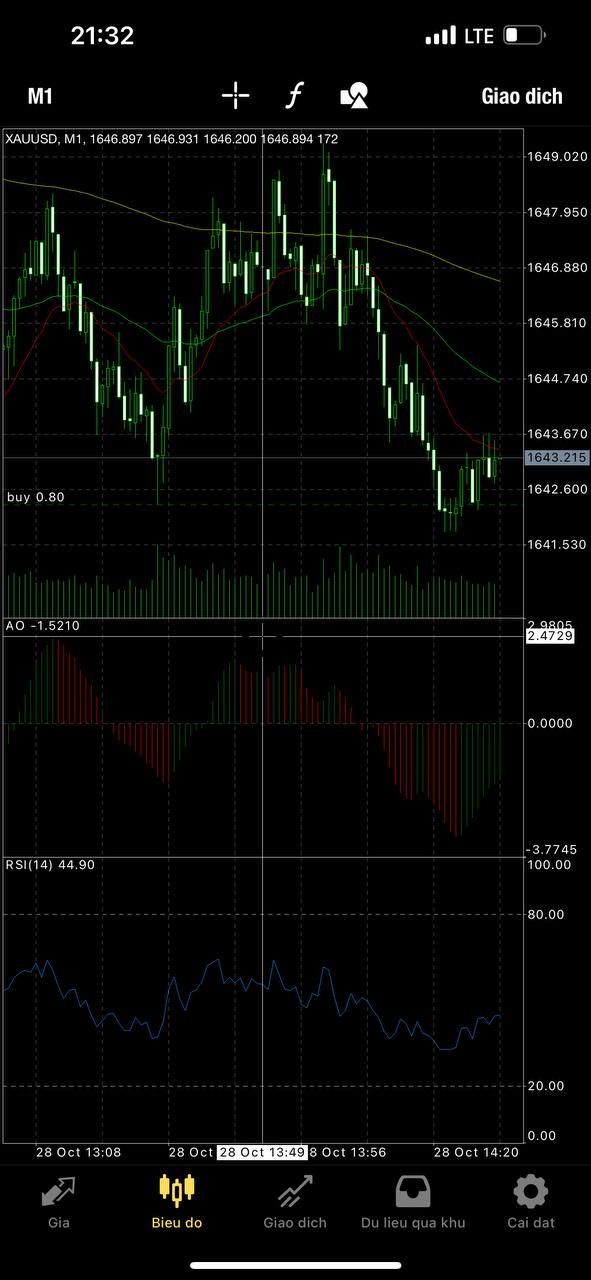 21:32
LTE
M1
f
Giao dich
XAUUSD, M1, 1646.897 1646.931 1646.200 1646.894 172
1649.020
1647.950
1646.880
1645.810
1644.740
1643.670
1643.215
1642.600
buy 0.80
1641.530
AO -1.5210
2.9805
2.4729
0.0000
-3.7745
RSI(14) 44.90
100.00
80.00
20.00
0.00
28 Oct 13:08
28 Oct
28 Oct 13:49
8 Oct 13:56
28 Oct 14:20
Gia
Bieu do
Giao dich
Du lieu qua khu
Cai dat